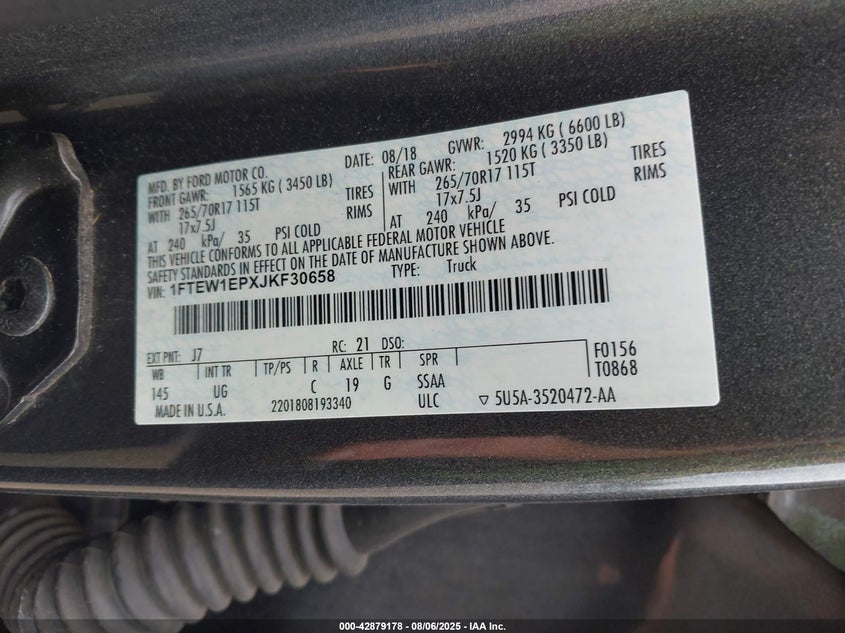 MFD. BY FORD MOTOR CO. DATE: 08/18 GVWR: 2994 KG ( 6600 LB)
FRONT GAWR: 1565 KG ( 3450 LB) REAR GAWR: 1520 KG ( 3350 LB)
WITH 265/70R17 115T TIRES WITH 265/70R17 115T TIRES
17x7.5J RIMS 17x7.5J RIMS
AT 240 kPa/ 35 PSI COLD AT 240 kPa/ 35 PSI COLD
THIS VEHICLE CONFORMS TO ALL APPLICABLE FEDERAL MOTOR VEHICLE
SAFETY STANDARDS IN EFFECT ON THE DATE OF MANUFACTURE SHOWN ABOVE.
VIN: 1FTEW1EPXJKF30658 TYPE: Truck
EXT PNT: J7 RC: 21 DSO: F0156
WB INT TR TP/PS R AXLE TR SPR T0868
145 UG C 19 G SSAA
MADE IN U.S.A. 2201808193340 ULC ▽ 5U5A-3520472-AA
000-42879178 - 08/06/2025 - IAA Inc.